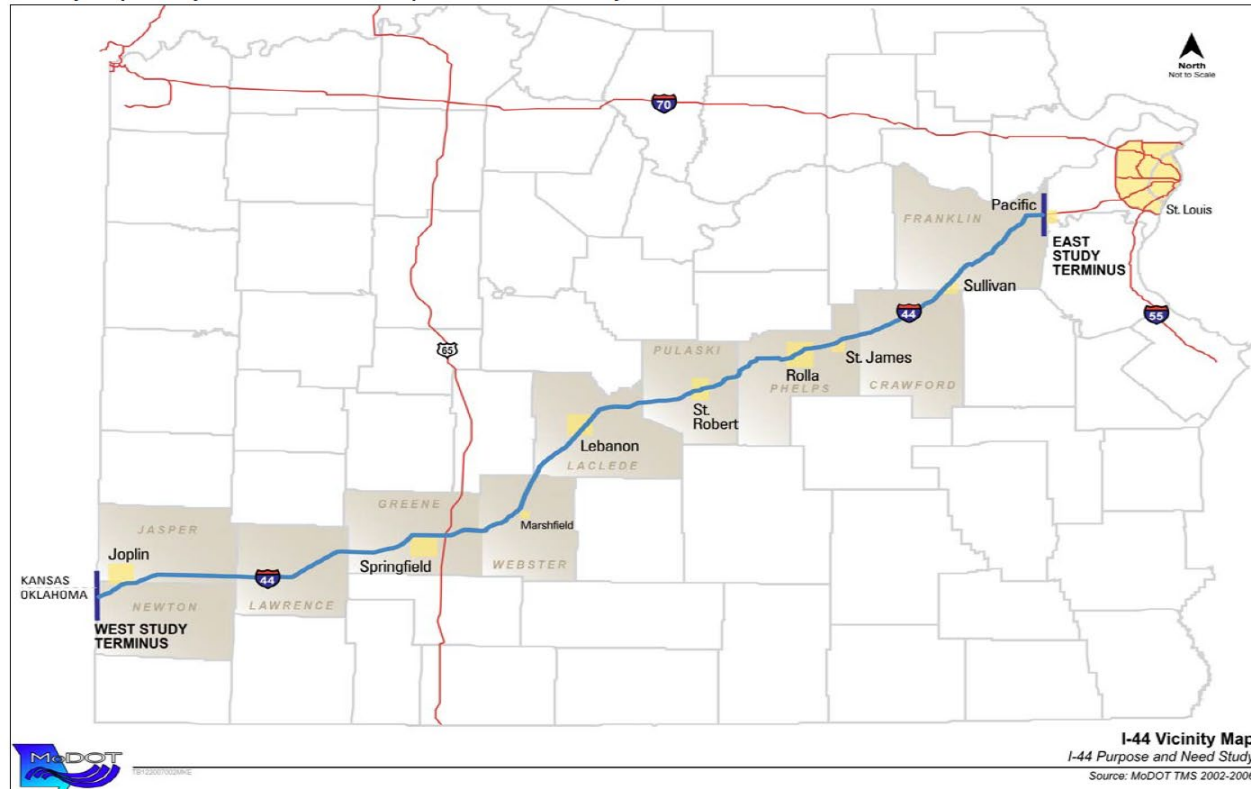 North
Not to Scale
70
St. Louis
Pacific
FRANKLIN
EAST
STUDY
TERMINUS
Sullivan
44
55
65
PULASKI
St. James
Rolla
PHELPS
CRAWFORD
St.
Robert
Lebanon
LACLEDE
GREENE
Marshfield
JASPER
Joplin
Springfield
WEBSTER
KANSAS
OKLAHOMA
44
NEWTON
LAWRENCE
WEST STUDY
TERMINUS
I-44 Vicinity Map
I-44 Purpose and Need Study
Source: MoDOT TMS 2002-2006
MoDOT